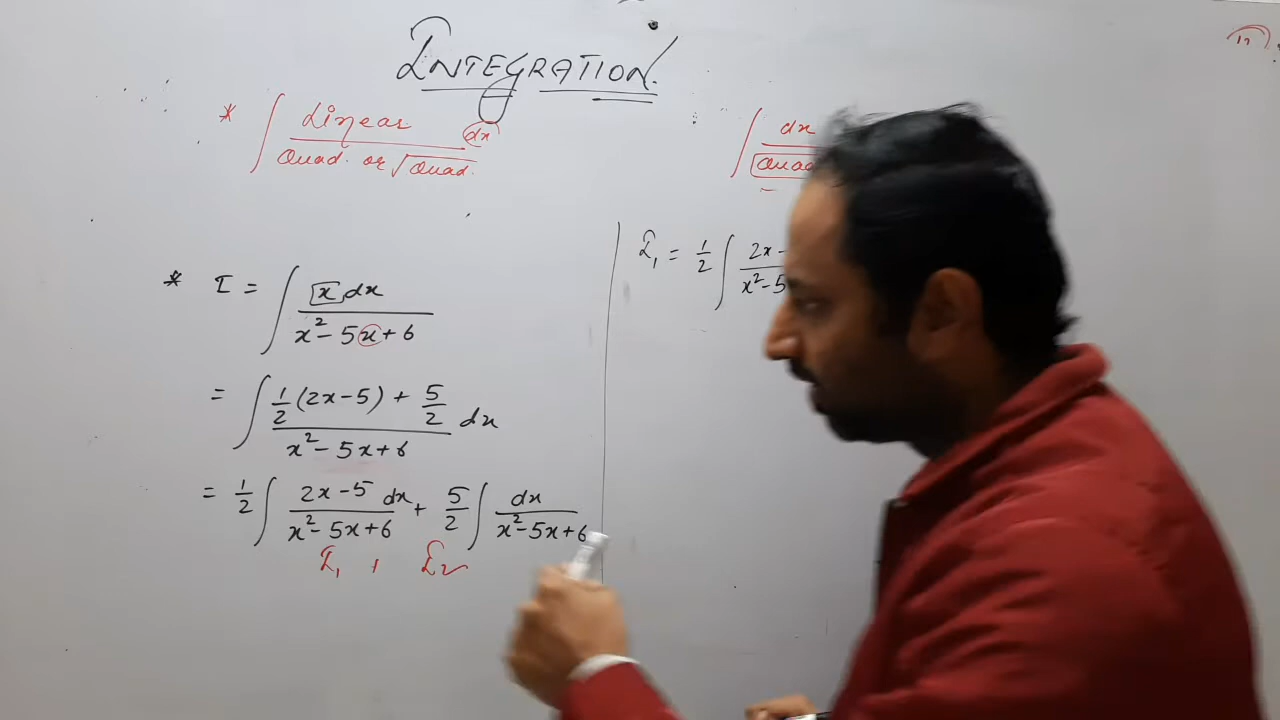 INTEGRATION.
* ∫ Linear / Quad. or √Quad. dx
∫ dx / Quad
* I = ∫ x dx / x² - 5x + 6
= ∫ 1/2 (2x-5) + 5/2 / x² - 5x + 6 dx
= 1/2 ∫ 2x-5 / x² - 5x + 6 dx + 5/2 ∫ dx / x² - 5x + 6
I₁ + I₂
I₁ = 1/2 ∫ 2x - / x² - 5